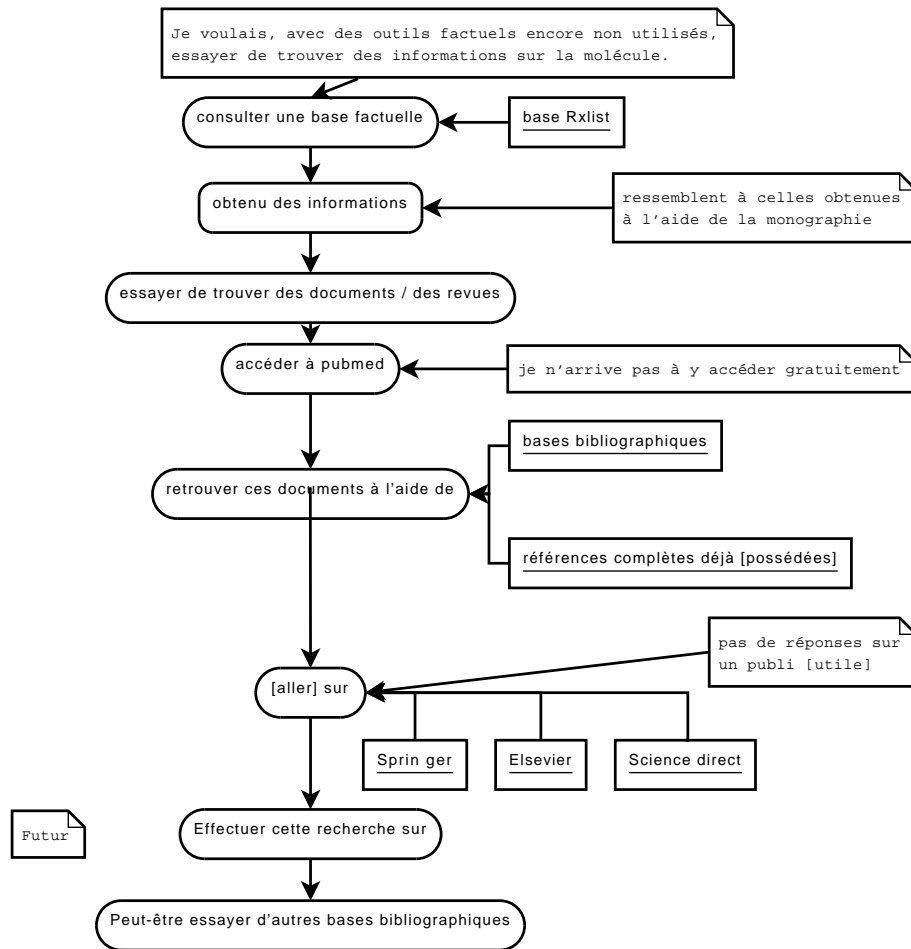 Je voulais, avec des outils factuels encore non utilisés,
essayer de trouver des informations sur la molécule.
consulter une base factuelle
base Rxlist
obtenu des informations
ressemblent à celles obtenues
à l'aide de la monographie
essayer de trouver des documents / des revues
accéder à pubmed
je n'arrive pas à y accéder gratuitement
bases bibliographiques
retrouver ces documents à l'aide de
références complètes déjà [possédées]
pas de réponses sur
un publi [utile]
[aller] sur
Sprin ger
Elsevier
Science direct
Futur
Effectuer cette recherche sur
Peut-être essayer d'autres bases bibliographiques